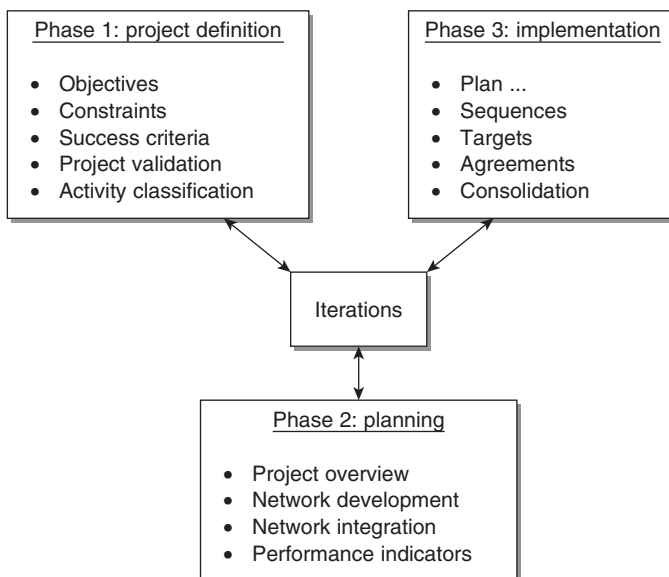 Phase 1: project definition
• Objectives
• Constraints
• Success criteria
• Project validation
• Activity classification
Phase 3: implementation
• Plan ...
• Sequences
• Targets
• Agreements
• Consolidation
Iterations
Phase 2: planning
• Project overview
• Network development
• Network integration
• Performance indicators